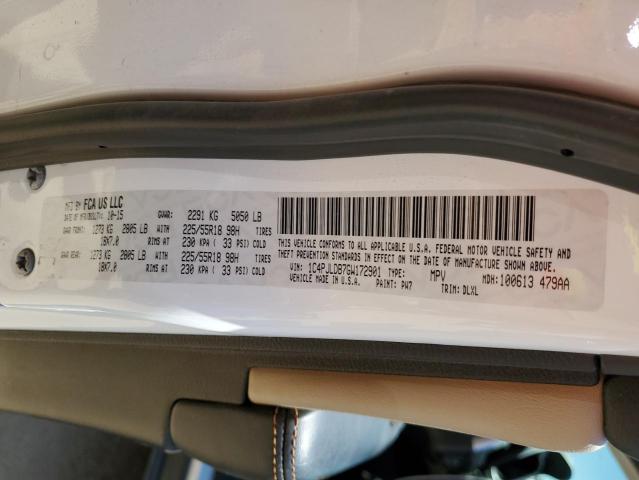 MFD BY FCA US LLC
DATE OF MFR(BUILT): 10-15 GVWR: 2291 KG 5050 LB
GAWR FRONT: 1273 KG 2805 LB WITH 225/55R18 98H TIRES
18X7.0 RIMS AT 230 KPA ( 33 PSI) COLD
GAWR REAR: 1273 KG 2805 LB WITH 225/55R18 98H TIRES
18X7.0 RIMS AT 230 KPA ( 33 PSI) COLD
THIS VEHICLE CONFORMS TO ALL APPLICABLE U.S.A. FEDERAL MOTOR VEHICLE SAFETY AND
THEFT PREVENTION STANDARDS IN EFFECT ON THE DATE OF MANUFACTURE SHOWN ABOVE.
VIN: 1C4PJLDB7GW172901 TYPE: MPV MDH:100613 479AA
VEHICLE MADE IN U.S.A. PAINT: PW7 TRIM: DLXL